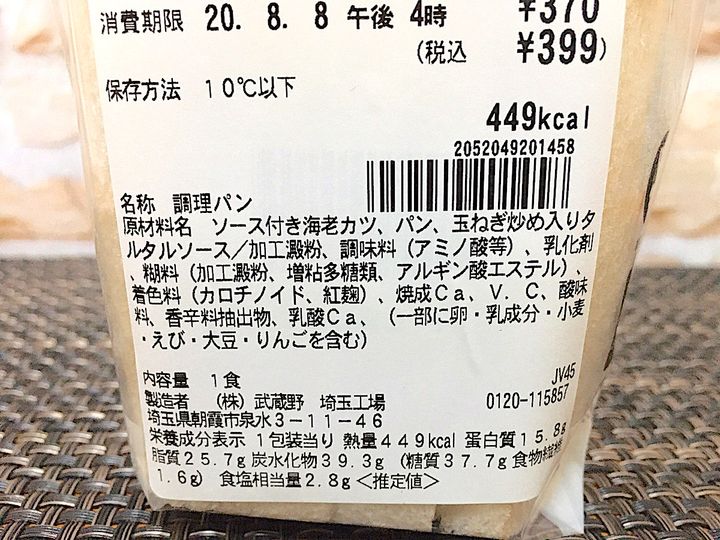 ¥370
消費期限 20. 8. 8 午後 4時
(税込 ¥399)
保存方法 10℃以下
449kcal
2052049201458
名称 調理パン
原材料名 ソース付き海老カツ、パン、玉ねぎ炒め入りタ
ルタルソース/加工澱粉、調味料(アミノ酸等)、乳化剤
、糊料(加工澱粉、増粘多糖類、アルギン酸エステル)、
着色料(カロチノイド、紅麹)、焼成Ca、V.C、酸味
料、香辛料抽出物、乳酸Ca、(一部に卵・乳成分・小麦
・えび・大豆・りんごを含む)
JV45
内容量 1食
製造者 (株)武蔵野 埼玉工場 0120-115857
埼玉県朝霞市泉水3-11-46
栄養成分表示 1包装当り 熱量449kcal 蛋白質15.8g
脂質25.7g 炭水化物39.3g (糖質37.7g 食物繊維
1.6g) 食塩相当量2.8g<推定値>